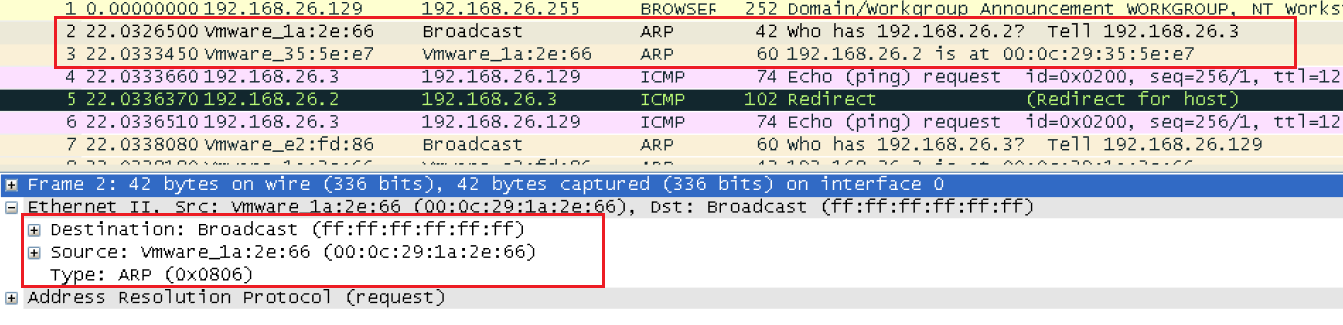 1 0.00000000 192.168.26.129 192.168.26.255 BROWSER 252 Domain/Workgroup Announcement WORKGROUP, NT Works
2 22.0326500 Vmware_1a:2e:66 Broadcast ARP 42 Who has 192.168.26.2? Tell 192.168.26.3
3 22.0333450 Vmware_35:5e:e7 Vmware_1a:2e:66 ARP 60 192.168.26.2 is at 00:0c:29:35:5e:e7
4 22.0333660 192.168.26.3 192.168.26.129 ICMP 74 Echo (ping) request id=0x0200, seq=256/1, ttl=12
5 22.0336370 192.168.26.2 192.168.26.3 ICMP 102 Redirect (Redirect for host)
6 22.0336510 192.168.26.3 192.168.26.129 ICMP 74 Echo (ping) request id=0x0200, seq=256/1, ttl=12
7 22.0338080 Vmware_e2:fd:86 Broadcast ARP 60 Who has 192.168.26.3? Tell 192.168.26.129
Frame 2: 42 bytes on wire (336 bits), 42 bytes captured (336 bits) on interface 0
Ethernet II, Src: Vmware_1a:2e:66 (00:0c:29:1a:2e:66), Dst: Broadcast (ff:ff:ff:ff:ff:ff)
Destination: Broadcast (ff:ff:ff:ff:ff:ff)
Source: Vmware_1a:2e:66 (00:0c:29:1a:2e:66)
Type: ARP (0x0806)
Address Resolution Protocol (request)